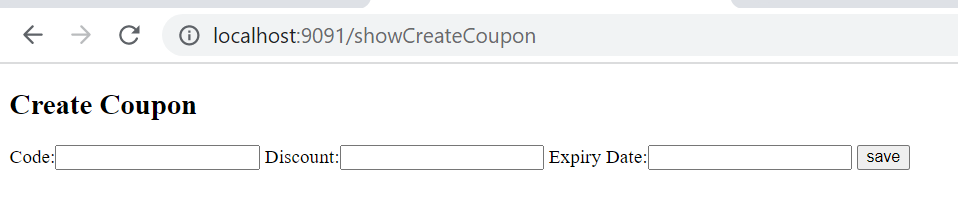 localhost:9091/showCreateCoupon
Create Coupon
Code: Discount: Expiry Date: save